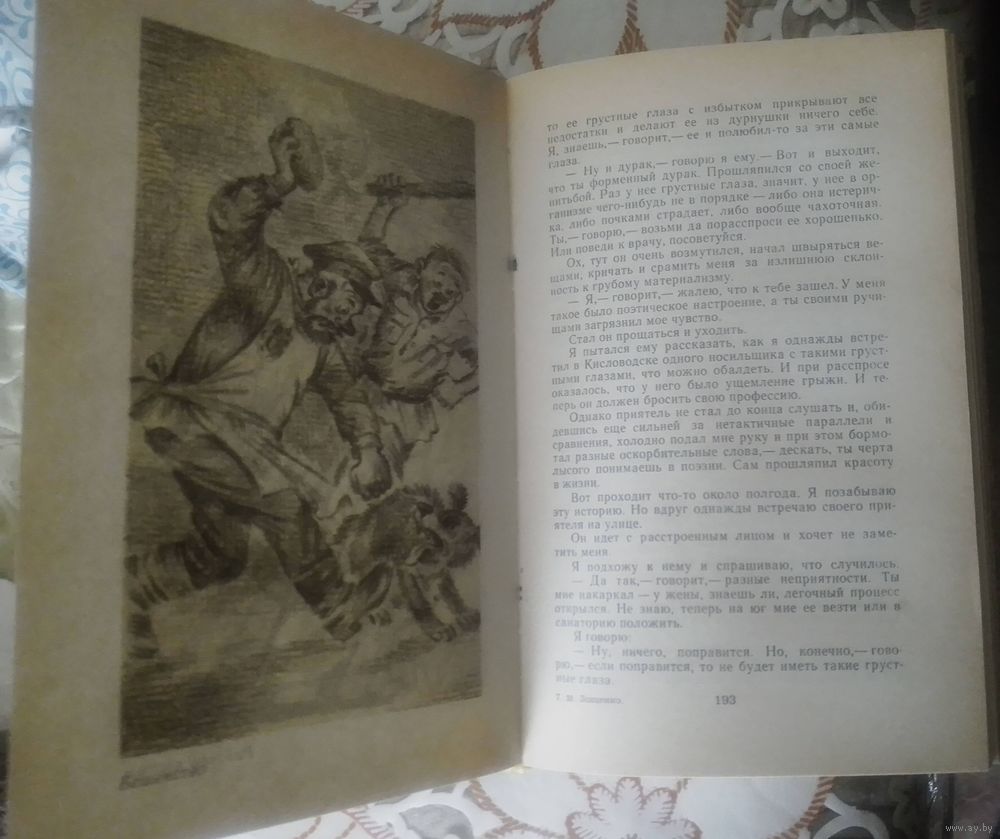 то ее грустные глаза с избытком прикрывают все
недостатки и делают ее из дурнушки ничего себе.
Я, знаешь,— говорит,— ее и полюбил-то за эти самые
глаза.
— Ну и дурак,— говорю я ему.— Вот и выходит,
что ты форменный дурак. Прошляпился со своей же-
нитьбой. Раз у нее грустные глаза, значит, у нее в ор-
ганизме чего-нибудь не в порядке — либо она истерич-
ка, либо почками страдает, либо вообще чахоточная.
Ты,— говорю,— возьми да порасспроси ее хорошенько.
Или поведи к врачу, посоветуйся.
Ох, тут он очень возмутился, начал швыряться ве-
щами, кричать и срамить меня за излишнюю склон-
ность к грубому материализму.
— Я,— говорит,— жалею, что к тебе зашел. У меня
такое было поэтическое настроение, а ты своими ручи-
щами загрязнил мое чувство.
Стал он прощаться и уходить.
Я пытался ему рассказать, как я однажды встре-
тил в Кисловодске одного носильщика с такими груст-
ными глазами, что можно обалдеть. И при расспросе
оказалось, что у него было ущемление грыжи. И те-
перь он должен бросить свою профессию.
Однако приятель не стал до конца слушать и, оби-
девшись еще сильней за нетактичные параллели и
сравнения, холодно подал мне руку и при этом бормо-
тал разные оскорбительные слова,— дескать, ты черта
лысого понимаешь в поэзии. Сам прошляпил красоту
в жизни.
Вот проходит что-то около полгода. Я позабываю
эту историю. Но вдруг однажды встречаю своего при-
ятеля на улице.
Он идет с расстроенным лицом и хочет не заме-
тить меня.
Я подхожу к нему и спрашиваю, что случилось.
— Да так,— говорит,— разные неприятности. Ты
мне накаркал — у жены, знаешь ли, легочный процесс
открылся. Не знаю, теперь на юг мне ее везти или в
санаторию положить.
Я говорю:
— Ну, ничего, поправится. Но, конечно,— гово-
рю,— если поправится, то не будет иметь такие груст-
ные глаза.
7. М. Зощенко.
193
www.ay.by